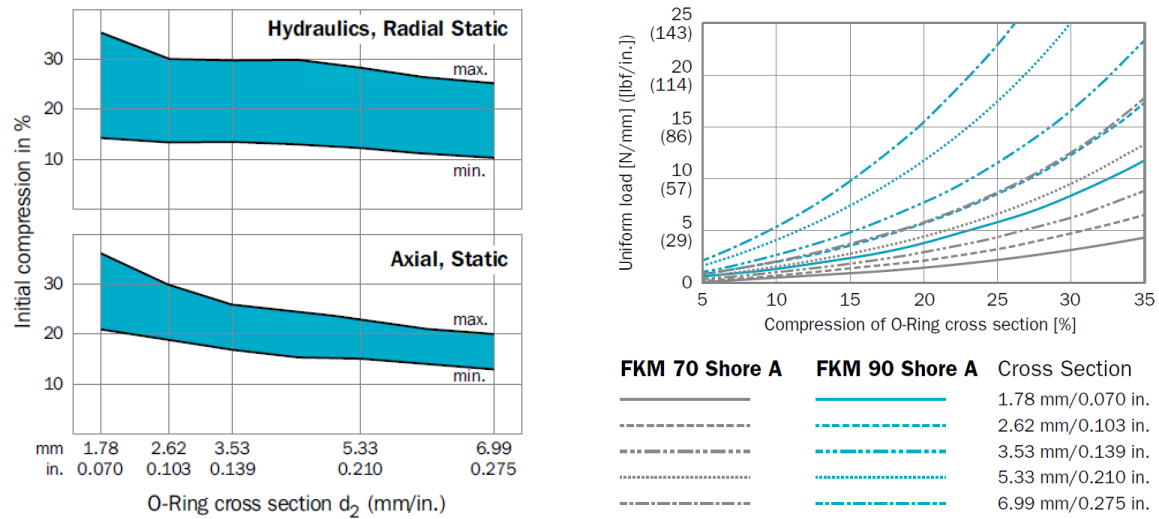 Hydraulics, Radial Static
max.
min.
30
20
10
Axial, Static
max.
min.
30
20
10
Initial compression in %
mm 1.78 2.62 3.53 5.33 6.99
in. 0.070 0.103 0.139 0.210 0.275
O-Ring cross section d2 (mm/in.)
Uniform load [N/mm] ([lbf/in.])
25
(143)
20
(114)
15
(86)
10
(57)
5
(29)
0
5 10 15 20 25 30 35
Compression of O-Ring cross section [%]
FKM 70 Shore A FKM 90 Shore A Cross Section
1.78 mm/0.070 in.
2.62 mm/0.103 in.
3.53 mm/0.139 in.
5.33 mm/0.210 in.
6.99 mm/0.275 in.